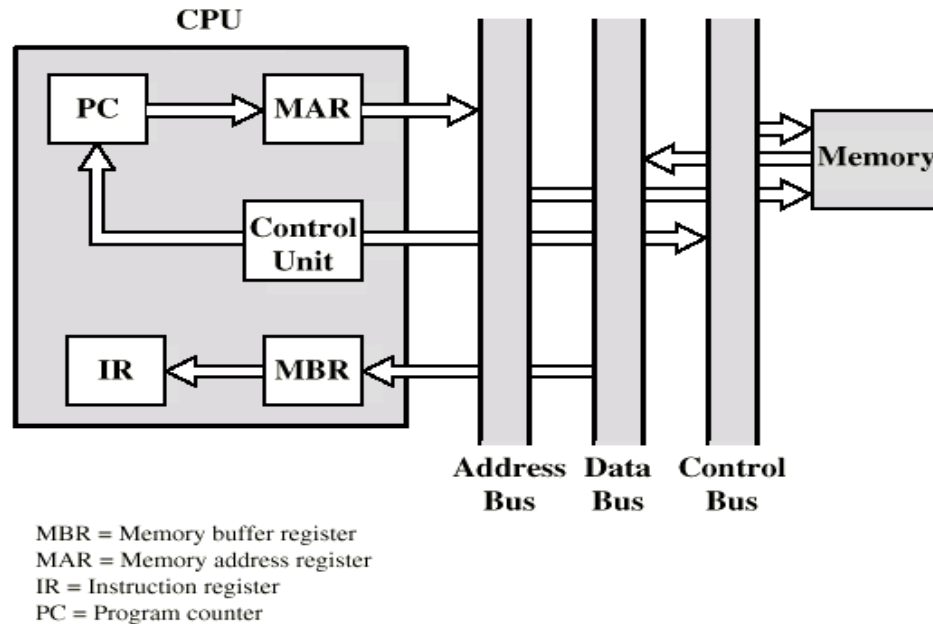 CPU
PC
MAR
Memory
Control
Unit
IR
MBR
Address
Bus
Data
Bus
Control
Bus
MBR = Memory buffer register
MAR = Memory address register
IR = Instruction register
PC = Program counter